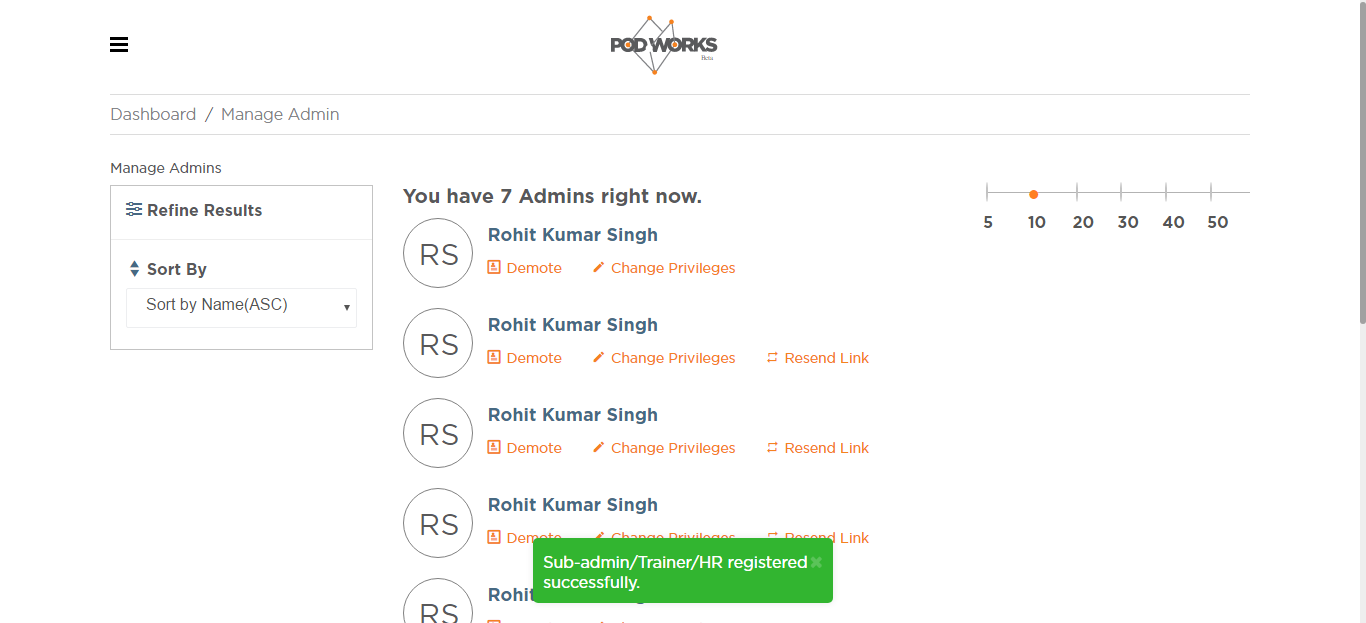 POD WORKS
Beta
Dashboard / Manage Admin
Manage Admins
Refine Results
Sort By
Sort by Name(ASC)
You have 7 Admins right now.
5 10 20 30 40 50
RS
Rohit Kumar Singh
Demote Change Privileges
RS
Rohit Kumar Singh
Demote Change Privileges Resend Link
RS
Rohit Kumar Singh
Demote Change Privileges Resend Link
RS
Rohit Kumar Singh
Demote Change Privileges Resend Link
RS
Rohit
Sub-admin/Trainer/HR registered
successfully.